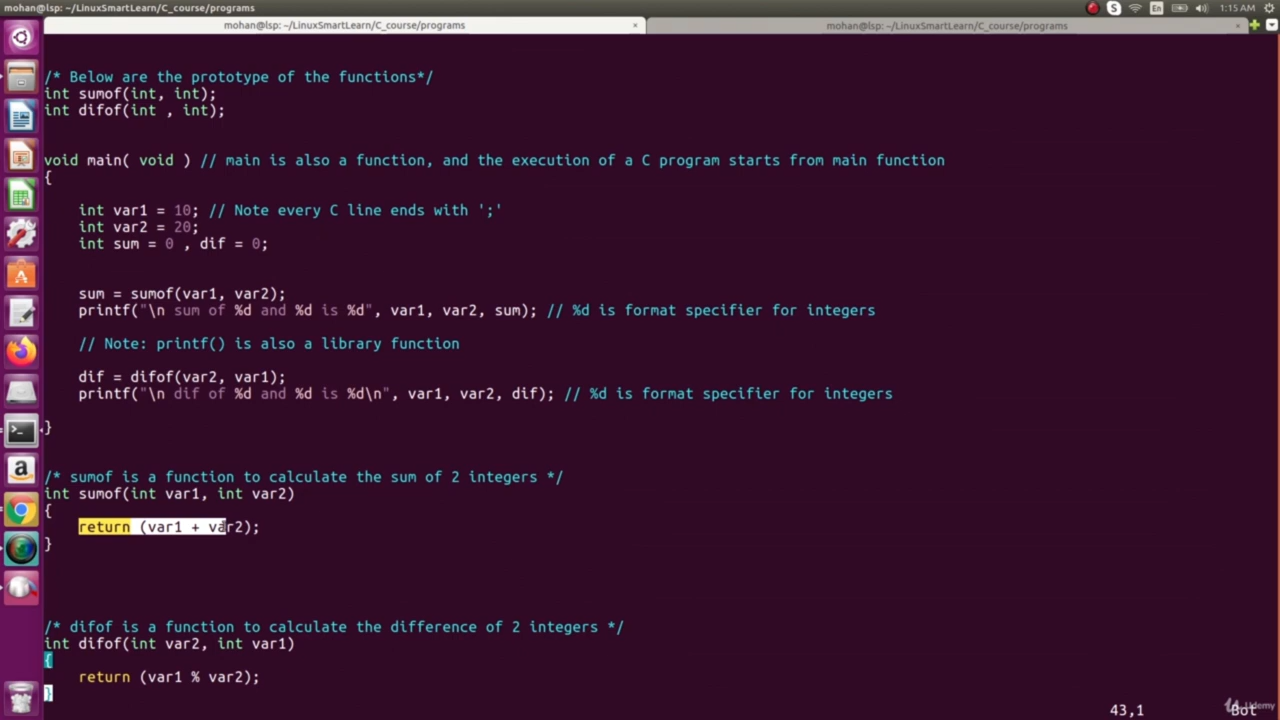 mohan@lsp: ~/LinuxSmartLearn/C_course/programs
En
1:15 AM
mohan@lsp: ~/LinuxSmartLearn/C_course/programs
mohan@lsp: ~/LinuxSmartLearn/C_course/programs
/* Below are the prototype of the functions*/
int sumof(int, int);
int difof(int , int);
void main( void ) // main is also a function, and the execution of a C program starts from main function
{
int var1 = 10; // Note every C line ends with ';'
int var2 = 20;
int sum = 0 , dif = 0;
sum = sumof(var1, var2);
printf("\n sum of %d and %d is %d", var1, var2, sum); // %d is format specifier for integers
// Note: printf() is also a library function
dif = difof(var2, var1);
printf("\n dif of %d and %d is %d\n", var1, var2, dif); // %d is format specifier for integers
}
/* sumof is a function to calculate the sum of 2 integers */
int sumof(int var1, int var2)
{
return (var1 + var2);
}
/* difof is a function to calculate the difference of 2 integers */
int difof(int var2, int var1)
{
return (var1 % var2);
}
43,1
Bot
Udemy